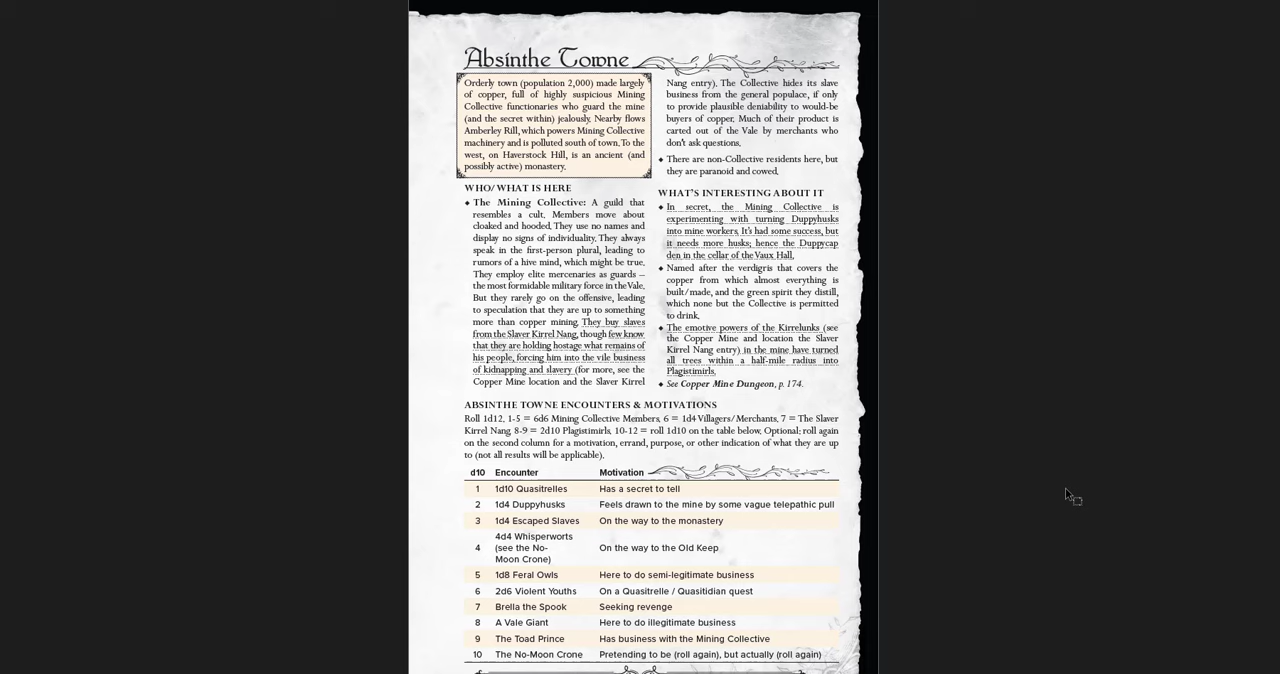 Absinthe Towne
Orderly town (population 2,000) made largely
of copper, full of highly suspicious Mining
Collective functionaries who guard the mine
(and the secret within) jealously. Nearby flows
Amberley Rill, which powers Mining Collective
machinery and is polluted south of town. To the
west, on Haverstock Hill, is an ancient (and
possibly active) monastery.
WHO/WHAT IS HERE
◆ The Mining Collective: A guild that
resembles a cult. Members move about
cloaked and hooded. They use no names and
display no signs of individuality. They always
speak in the first-person plural, leading to
rumors of a hive mind, which might be true.
They employ elite mercenaries as guards –
the most formidable military force in the Vale.
But they rarely go on the offensive, leading
to speculation that they are up to something
more than copper mining. They buy slaves
from the Slaver Kirrel Nang, though few know
that they are holding hostage what remains of
his people, forcing him into the vile business
of kidnapping and slavery (for more, see the
Copper Mine location and the Slaver Kirrel
Nang entry). The Collective hides its slave
business from the general populace, if only
to provide plausible deniability to would-be
buyers of copper. Much of their product is
carted out of the Vale by merchants who
don't ask questions.
◆ There are non-Collective residents here, but
they are paranoid and cowed.
WHAT'S INTERESTING ABOUT IT
◆ In secret, the Mining Collective is
experimenting with turning Duppyhusks
into mine workers. It's had some success, but
it needs more husks; hence the Duppycap
den in the cellar of the Vaux Hall.
◆ Named after the verdigris that covers the
copper from which almost everything is
built/made, and the green spirit they distill,
which none but the Collective is permitted
to drink.
◆ The emotive powers of the Kirrelunks (see
the Copper Mine and location the Slaver
Kirrel Nang entry) in the mine have turned
all trees within a half-mile radius into
Plagistimirls.
◆ See Copper Mine Dungeon, p. 174.
ABSINTHE TOWNE ENCOUNTERS & MOTIVATIONS
Roll 1d12. 1-5 = 6d6 Mining Collective Members. 6 = 1d4 Villagers/Merchants. 7 = The Slaver
Kirrel Nang. 8-9 = 2d10 Plagistimirls. 10-12 = roll 1d10 on the table below. Optional: roll again
on the second column for a motivation, errand, purpose, or other indication of what they are up
to (not all results will be applicable).
d10 Encounter Motivation
1 1d10 Quasitrelles Has a secret to tell
2 1d4 Duppyhusks Feels drawn to the mine by some vague telepathic pull
3 1d4 Escaped Slaves On the way to the monastery
4 4d4 Whisperworts (see the No-Moon Crone) On the way to the Old Keep
5 1d8 Feral Owls Here to do semi-legitimate business
6 2d6 Violent Youths On a Quasitrelle / Quasitidian quest
7 Brella the Spook Seeking revenge
8 A Vale Giant Here to do illegitimate business
9 The Toad Prince Has business with the Mining Collective
10 The No-Moon Crone Pretending to be (roll again), but actually (roll again)